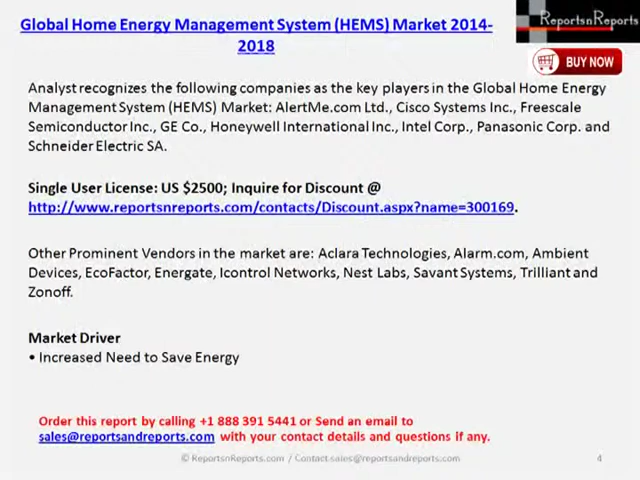 Global Home Energy Management System (HEMS) Market 2014-
2018
ReportsnReports
BUY NOW
Analyst recognizes the following companies as the key players in the Global Home Energy
Management System (HEMS) Market: AlertMe.com Ltd., Cisco Systems Inc., Freescale
Semiconductor Inc., GE Co., Honeywell International Inc., Intel Corp., Panasonic Corp. and
Schneider Electric SA.
Single User License: US $2500; Inquire for Discount @
http://www.reportsnreports.com/contacts/Discount.aspx?name=300169.
Other Prominent Vendors in the market are: Aclara Technologies, Alarm.com, Ambient
Devices, EcoFactor, Energate, Icontrol Networks, Nest Labs, Savant Systems, Trilliant and
Zonoff.
Market Driver
• Increased Need to Save Energy
Order this report by calling +1 888 391 5441 or Send an email to
sales@reportsandreports.com with your contact details and questions if any.
© ReportsnReports.com / Contact sales@reportsandreports.com
4